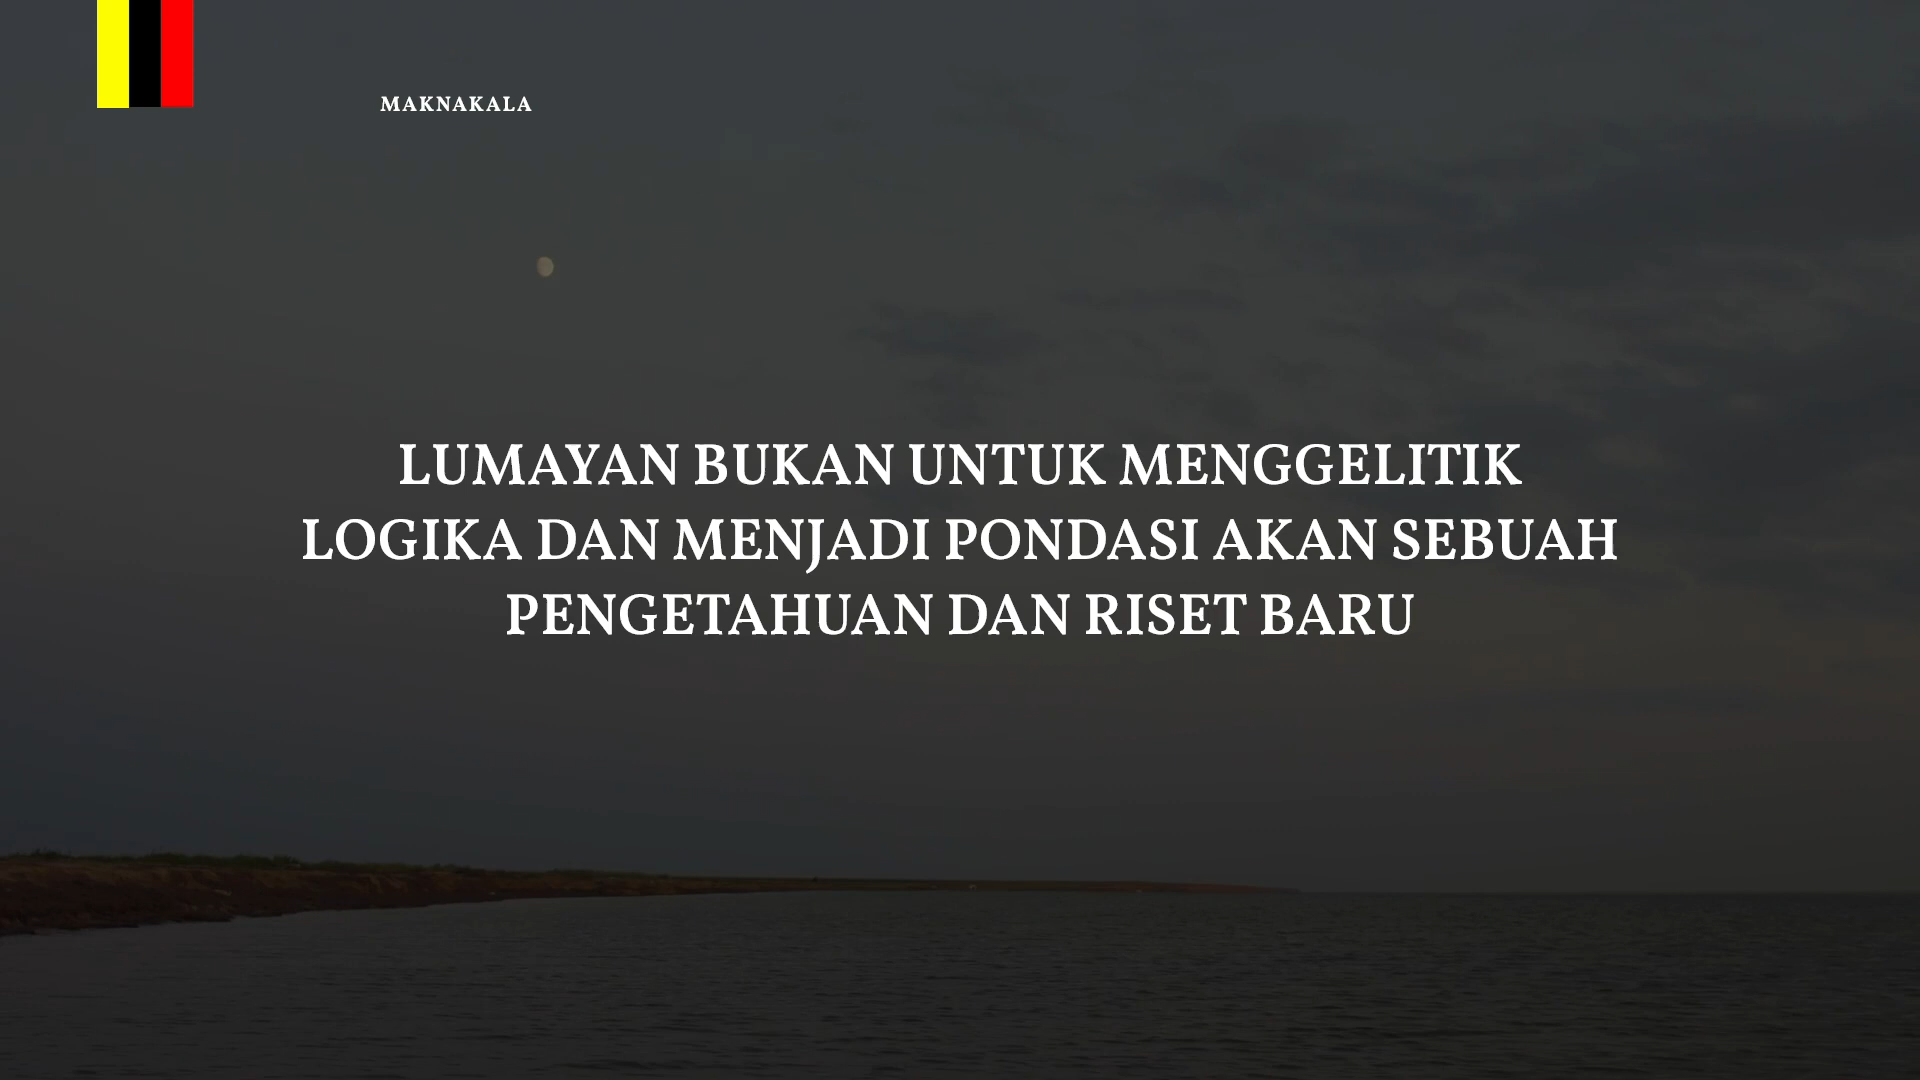 MAKNAKALA
LUMAYAN BUKAN UNTUK MENGGELITIK
LOGIKA DAN MENJADI PONDASI AKAN SEBUAH
PENGETAHUAN DAN RISET BARU